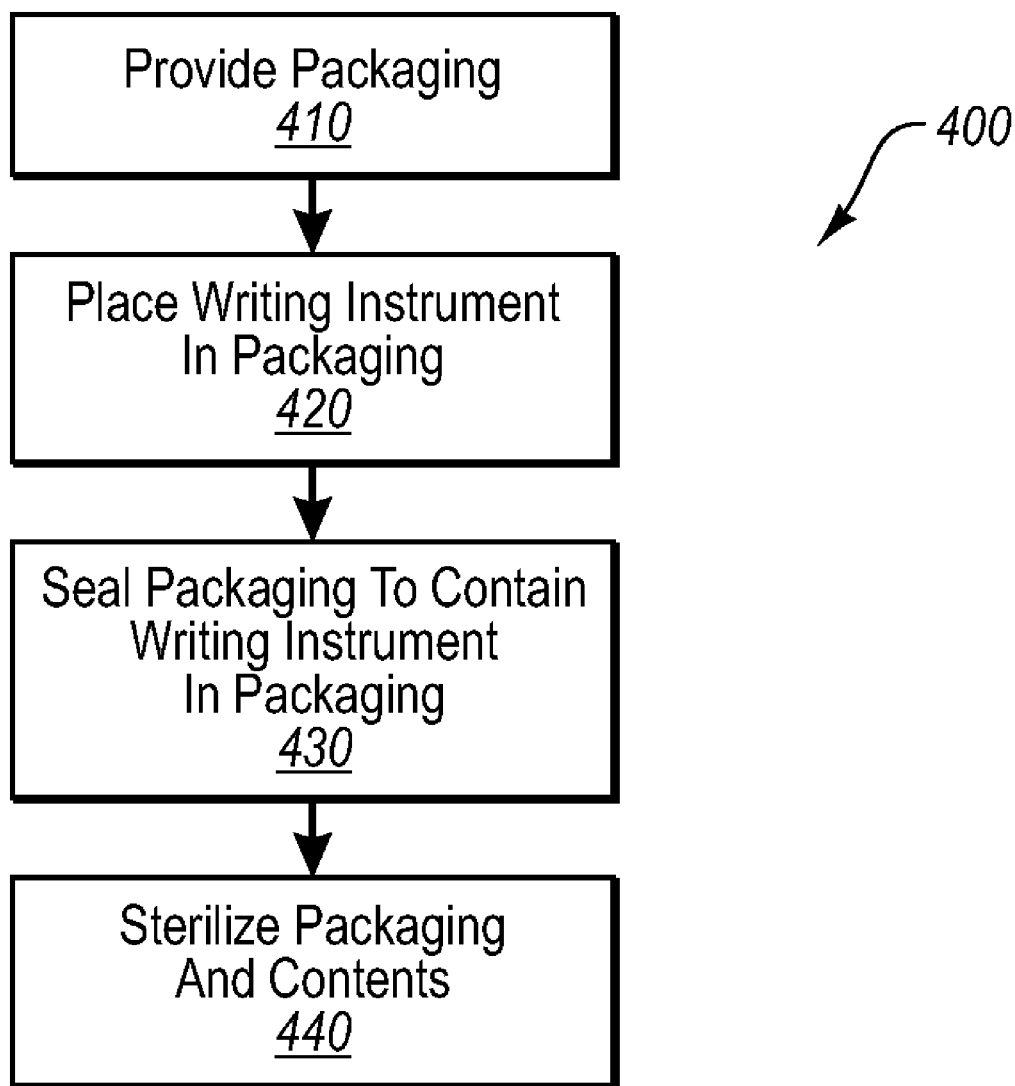 Provide Packaging
410
400
Place Writing Instrument
In Packaging
420
Seal Packaging To Contain
Writing Instrument
In Packaging
430
Sterilize Packaging
And Contents
440